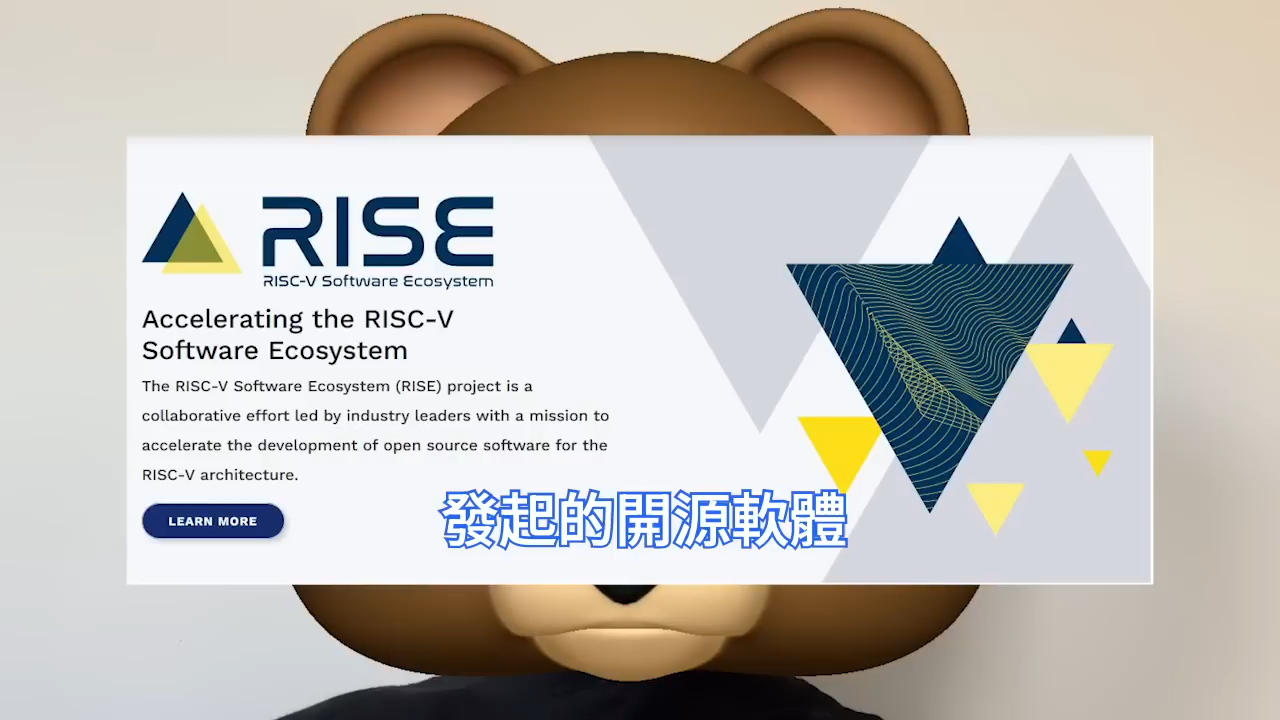 RISE
RISC-V Software Ecosystem
Accelerating the RISC-V
Software Ecosystem
The RISC-V Software Ecosystem (RISE) project is a
collaborative effort led by industry leaders with a mission to
accelerate the development of open source software for the
RISC-V architecture.
LEARN MORE
發起的開源軟體